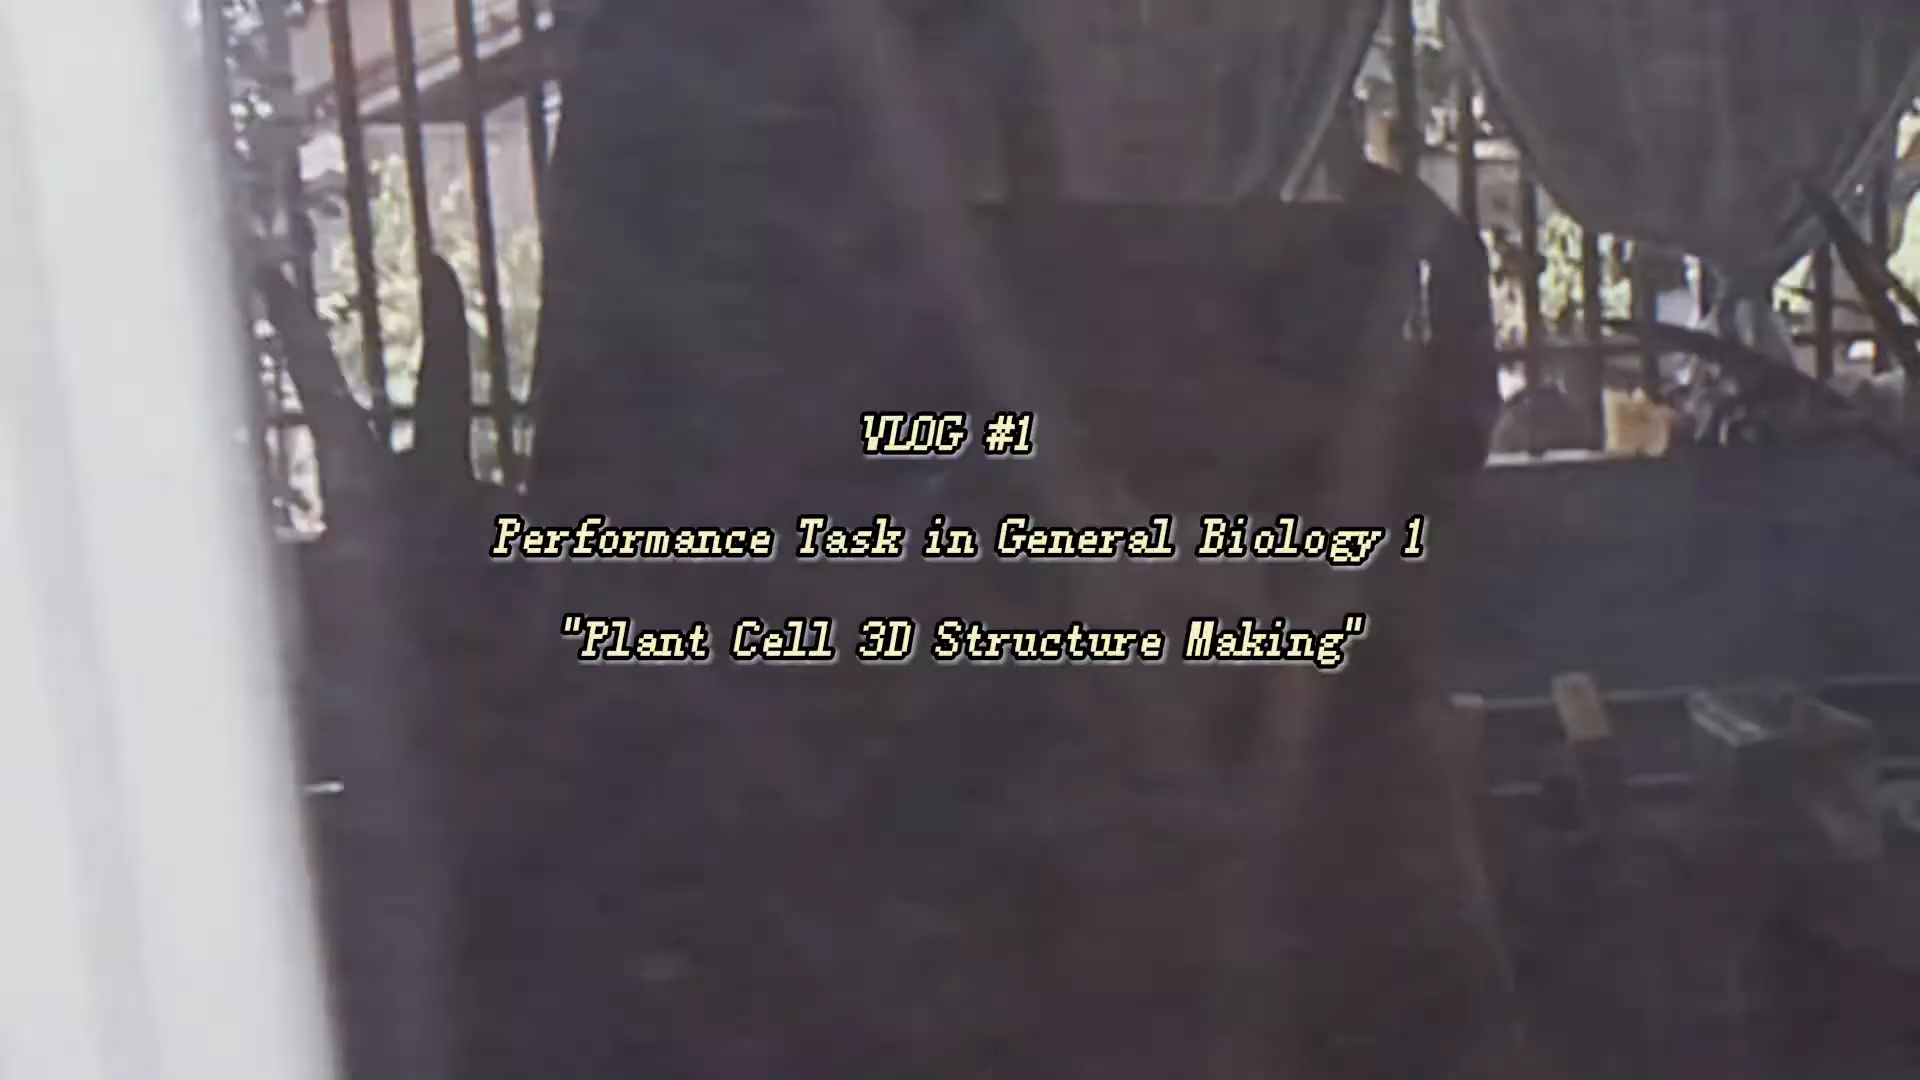 VLOG #1
Performance Task in General Biology 1
"Plant Cell 3D Structure Making"